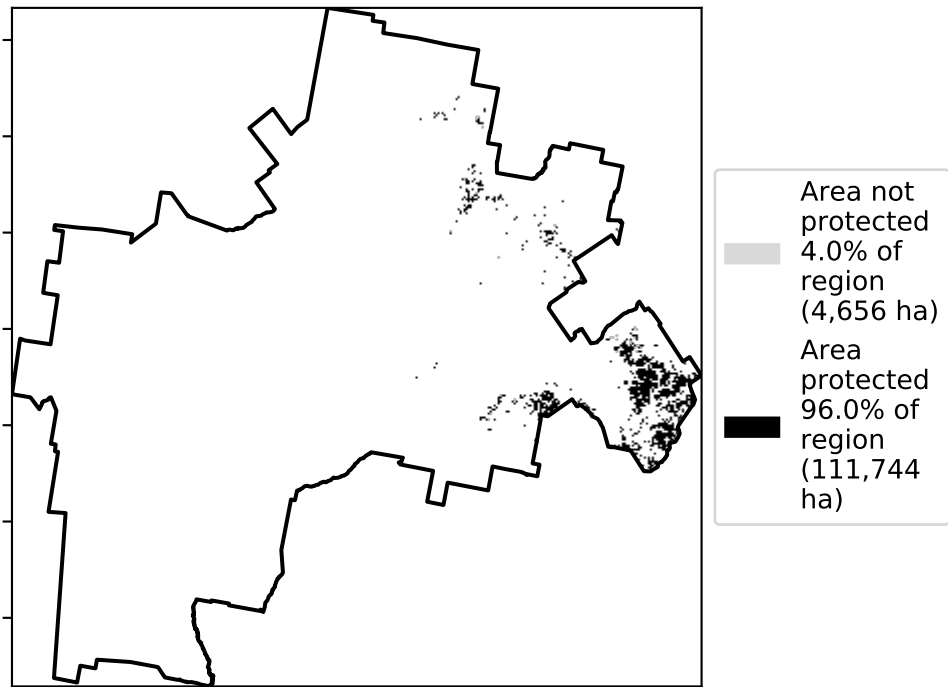 Area not
protected
4.0% of
region
(4,656 ha)
Area
protected
96.0% of
region
(111,744
ha)